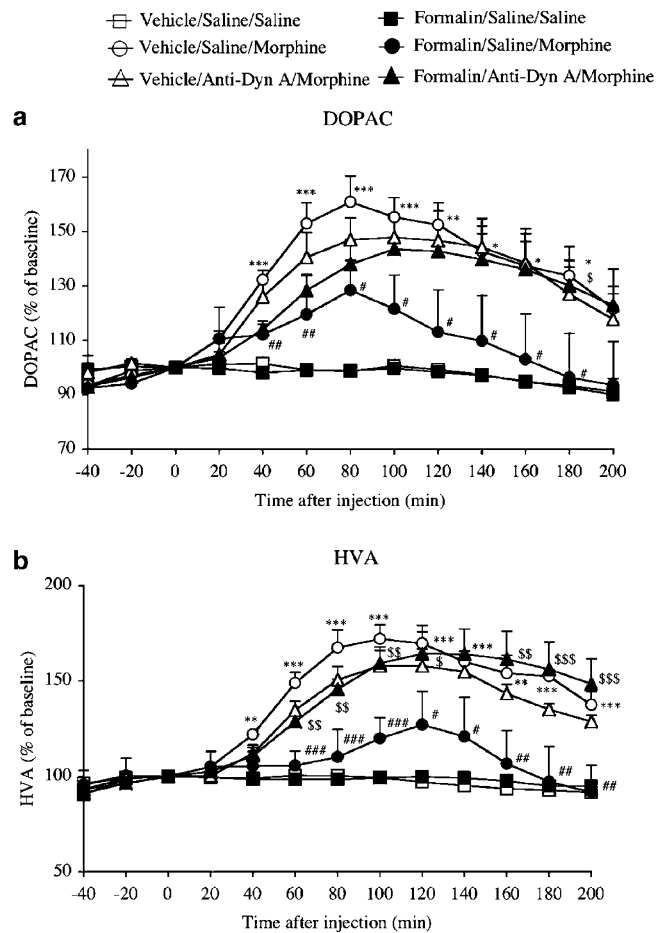 Vehicle/Saline/Saline Formalin/Saline/Saline
Vehicle/Saline/Morphine Formalin/Saline/Morphine
Vehicle/Anti-Dyn A/Morphine Formalin/Anti-Dyn A/Morphine
a
DOPAC
170
150
130
110
90
70
DOPAC (% of baseline)
*** *** *** *** ** * * * $
## ## # # # # # #
-40 -20 0 20 40 60 80 100 120 140 160 180 200
Time after injection (min)
b
HVA
200
150
100
50
HVA (% of baseline)
** *** *** *** *** *** ** *** ***
$$ $$ $$ $ $$ $$$ $$$
### ### ### # # ## ## ##
-40 -20 0 20 40 60 80 100 120 140 160 180 200
Time after injection (min)